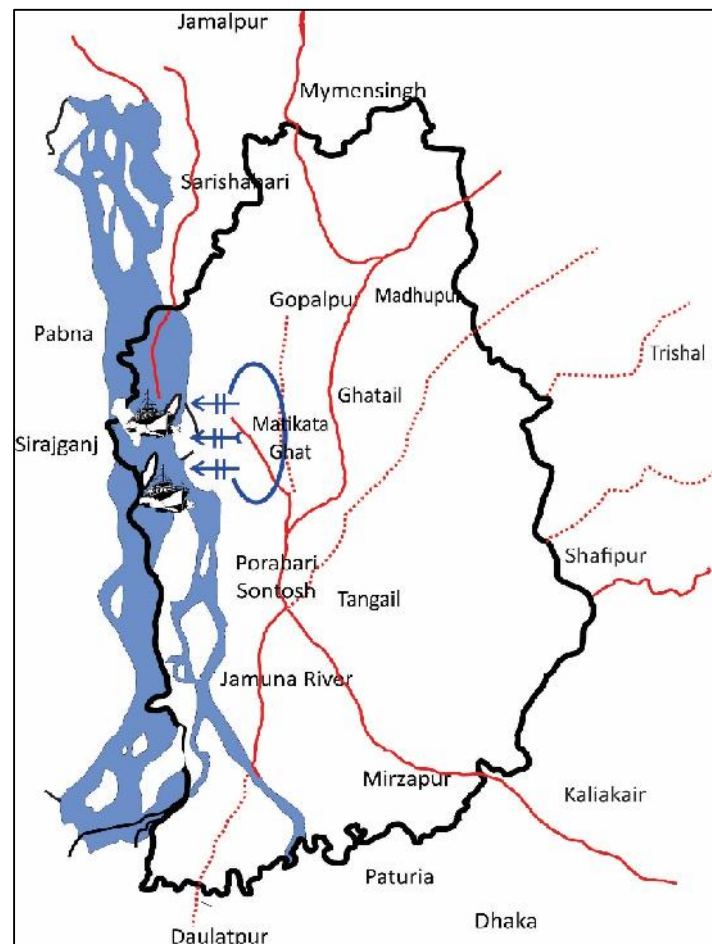 Jamalpur
Mymensingh
Sarishabari
Gopalpur
Madhupur
Pabna
Trishal
Ghatail
Sirajganj
Matikata
Ghat
Shafipur
Porabari
Sontosh
Tangail
Jamuna River
Mirzapur
Kaliakair
Paturia
Dhaka
Daulatpur